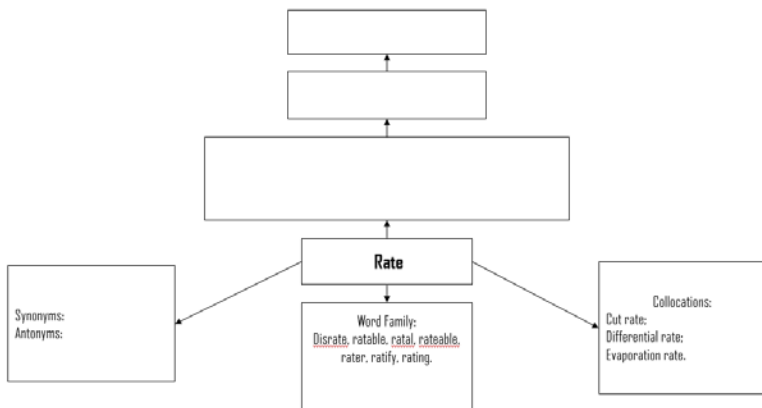 Rate
Synonyms:
Antonyms:
Word Family:
Disrate, ratable, ratal, rateable,
rater, ratify, rating.
Collocations:
Cut rate;
Differential rate;
Evaporation rate.